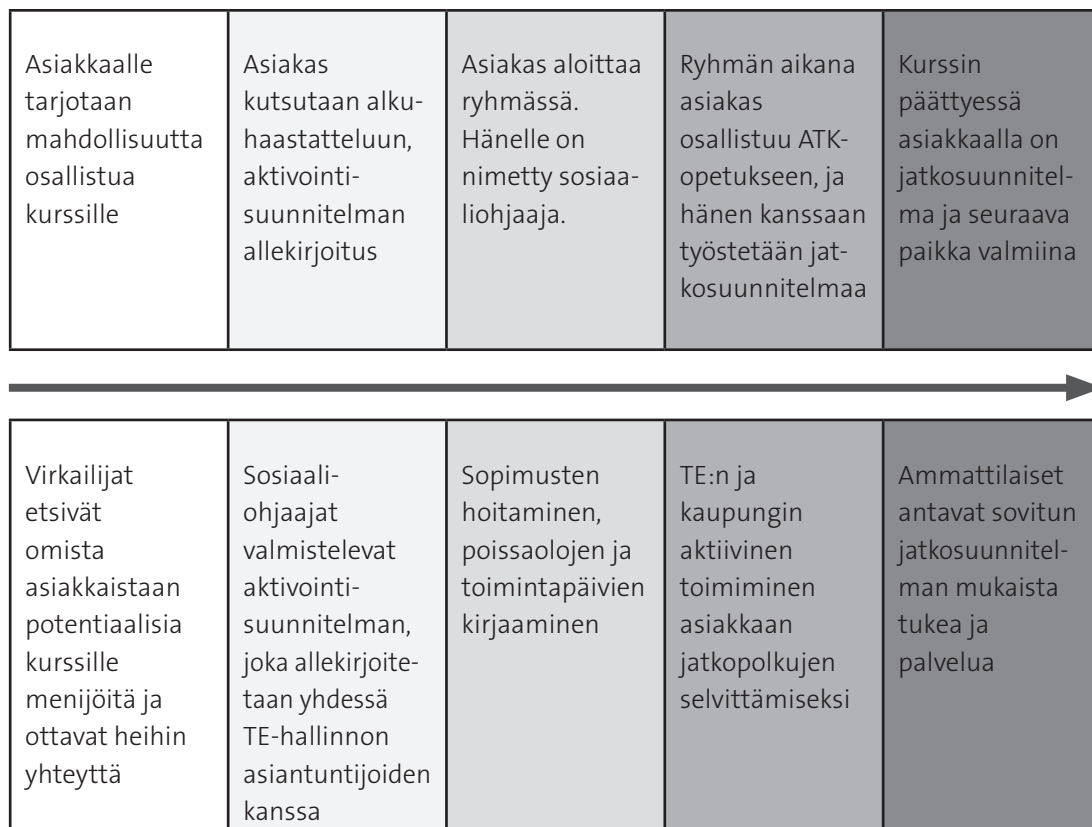 Asiakkaalle
tarjotaan
mahdollisuutta
osallistua
kurssille
Asiakas
kutsutaan alku-
haastatteluun,
aktivointi-
suunnitelman
allekirjoitus
Asiakas aloittaa
ryhmässä.
Hänelle on
nimetty sosiaa-
liohjaaja.
Ryhmän aikana
asiakas
osallistuu ATK-
opetukseen, ja
hänen kanssaan
työstetään jat-
kosuunnitelmaa
Kurssin
päättyessä
asiakkaalla on
jatkosuunnitel-
ma ja seuraava
paikka valmiina
Virkailijat
etsivät
omista
asiakkaistaan
potentiaalisia
kurssille
menijöitä ja
ottavat heihin
yhteyttä
Sosiaali-
ohjaajat
valmistelevat
aktivointi-
suunnitelman,
joka allekirjoite-
taan yhdessä
TE-hallinnon
asiantuntijoiden
kanssa
Sopimusten
hoitaminen,
poissaolojen ja
toimintapäivien
kirjaaminen
TE:n ja
kaupungin
aktiivinen
toimiminen
asiakkaan
jatkopolkujen
selvittämiseksi
Ammattilaiset
antavat sovitun
jatkosuunnitel-
man mukaista
tukea ja
palvelua